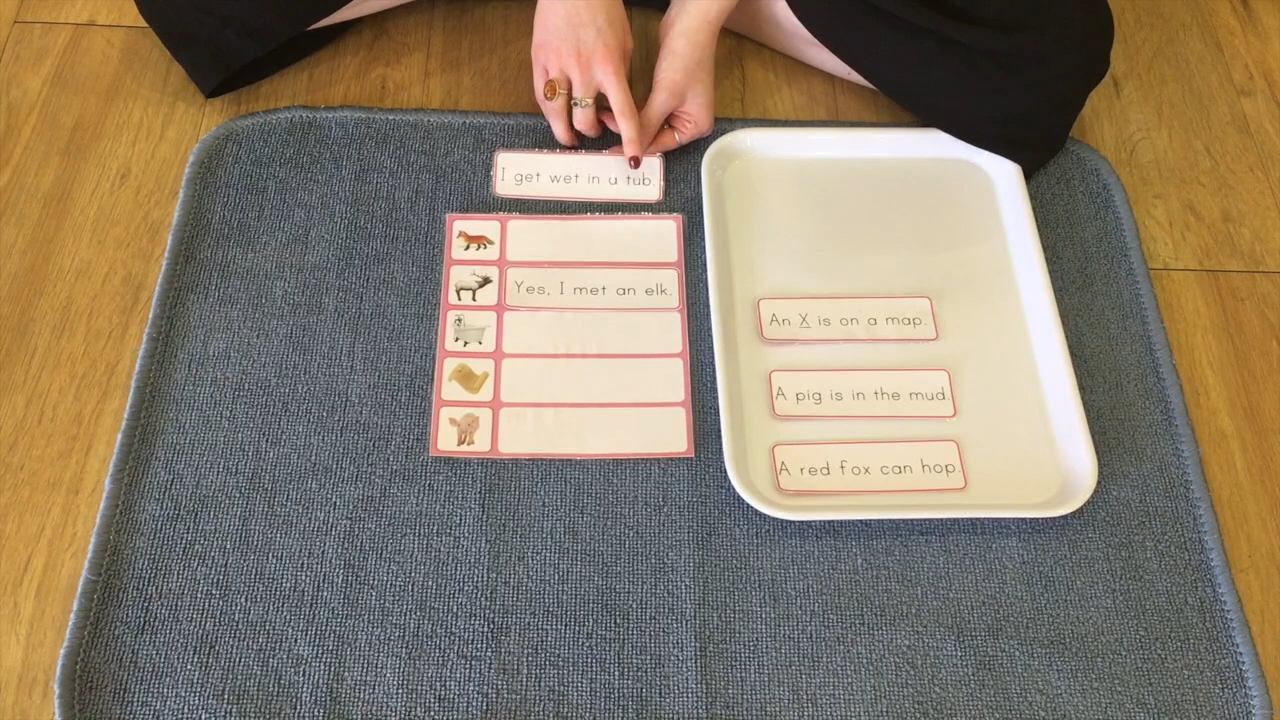 I get wet in a tub.
Yes, I met an elk.
An X is on a map.
A pig is in the mud.
A red fox can hop.